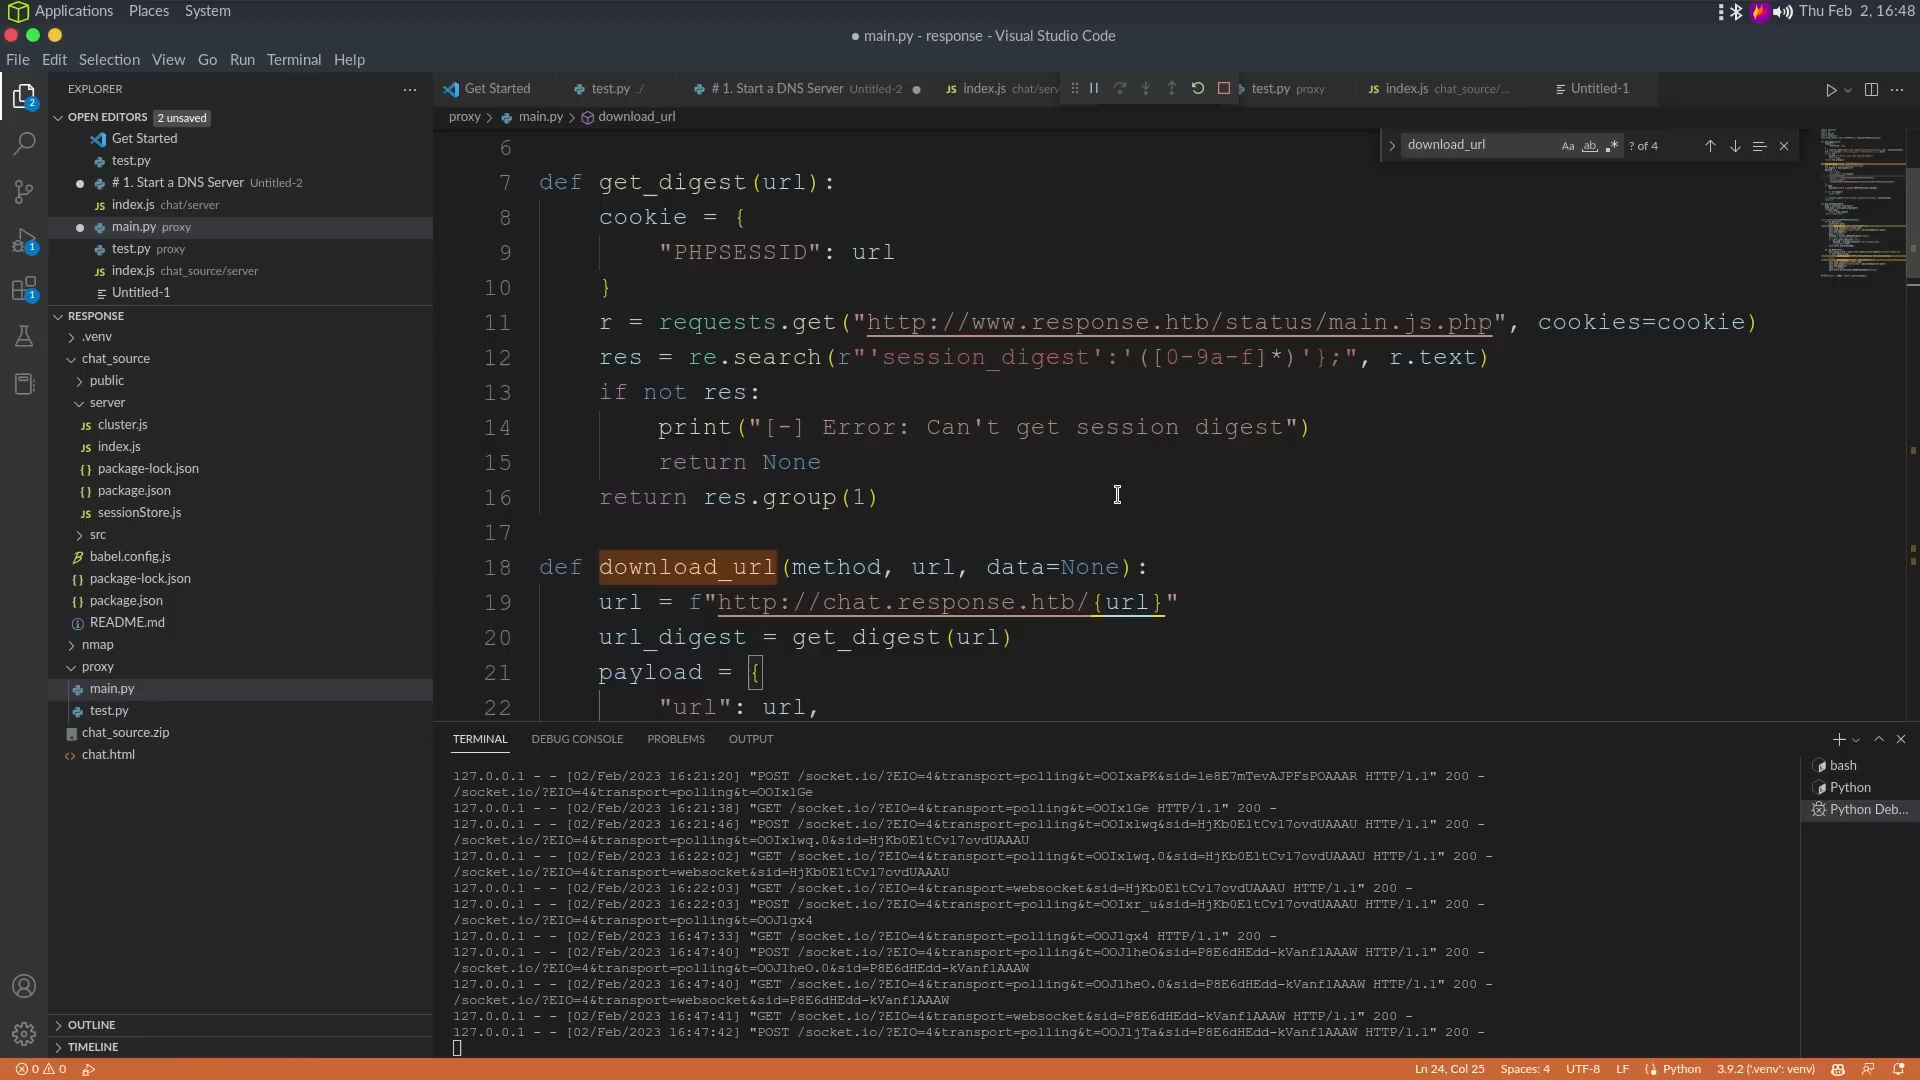 Applications Places System Thu Feb 2, 16:48
● main.py - response - Visual Studio Code
File Edit Selection View Go Run Terminal Help
EXPLORER
OPEN EDITORS 2 unsaved
Get Started
test.py
# 1. Start a DNS Server Untitled-2
index.js chat/server
main.py proxy
test.py proxy
index.js chat_source/server
Untitled-1
RESPONSE
.venv
chat_source
public
server
JS cluster.js
JS index.js
{} package-lock.json
{} package.json
JS sessionStore.js
src
babel.config.js
{} package-lock.json
{} package.json
README.md
nmap
proxy
main.py
test.py
chat_source.zip
chat.html
OUTLINE
TIMELINE
Get Started test.py ./ # 1. Start a DNS Server Untitled-2 ● JS index.js chat/serv test.py proxy JS index.js chat_source/... Untitled-1
proxy > main.py > download_url
download_url Aa ab .* ? of 4
6
7 def get_digest(url):
8 cookie = {
9 "PHPSESSID": url
10 }
11 r = requests.get("http://www.response.htb/status/main.js.php", cookies=cookie)
12 res = re.search(r"'session_digest':'([0-9a-f]*)'};", r.text)
13 if not res:
14 print("[-] Error: Can't get session digest")
15 return None
16 return res.group(1)
17
18 def download_url(method, url, data=None):
19 url = f"http://chat.response.htb/{url}"
20 url_digest = get_digest(url)
21 payload = {
22 "url": url,
TERMINAL DEBUG CONSOLE PROBLEMS OUTPUT
127.0.0.1 - - [02/Feb/2023 16:21:20] "POST /socket.io/?EIO=4&transport=polling&t=OOIxaPK&sid=1e8E7mTevAJPFsPOAAAR HTTP/1.1" 200 -
/socket.io/?EIO=4&transport=polling&t=OOIxlGe
127.0.0.1 - - [02/Feb/2023 16:21:38] "GET /socket.io/?EIO=4&transport=polling&t=OOIxlGe HTTP/1.1" 200 -
127.0.0.1 - - [02/Feb/2023 16:21:46] "POST /socket.io/?EIO=4&transport=polling&t=OOIxlwq&sid=HjKb0EltCvl7ovdUAAAU HTTP/1.1" 200 -
/socket.io/?EIO=4&transport=polling&t=OOIxlwq.0&sid=HjKb0EltCvl7ovdUAAAU
127.0.0.1 - - [02/Feb/2023 16:22:02] "GET /socket.io/?EIO=4&transport=polling&t=OOIxlwq.0&sid=HjKb0EltCvl7ovdUAAAU HTTP/1.1" 200 -
/socket.io/?EIO=4&transport=websocket&sid=HjKb0EltCvl7ovdUAAAU
127.0.0.1 - - [02/Feb/2023 16:22:03] "GET /socket.io/?EIO=4&transport=websocket&sid=HjKb0EltCvl7ovdUAAAU HTTP/1.1" 200 -
127.0.0.1 - - [02/Feb/2023 16:22:03] "POST /socket.io/?EIO=4&transport=polling&t=OOIxr_u&sid=HjKb0EltCvl7ovdUAAAU HTTP/1.1" 200 -
/socket.io/?EIO=4&transport=polling&t=OOJ1gx4
127.0.0.1 - - [02/Feb/2023 16:47:33] "GET /socket.io/?EIO=4&transport=polling&t=OOJ1gx4 HTTP/1.1" 200 -
127.0.0.1 - - [02/Feb/2023 16:47:40] "POST /socket.io/?EIO=4&transport=polling&t=OOJ1heO&sid=P8E6dHEdd-kVanflAAAW HTTP/1.1" 200 -
/socket.io/?EIO=4&transport=polling&t=OOJ1heO.0&sid=P8E6dHEdd-kVanflAAAW
127.0.0.1 - - [02/Feb/2023 16:47:40] "GET /socket.io/?EIO=4&transport=polling&t=OOJ1heO.0&sid=P8E6dHEdd-kVanflAAAW HTTP/1.1" 200 -
/socket.io/?EIO=4&transport=websocket&sid=P8E6dHEdd-kVanflAAAW
127.0.0.1 - - [02/Feb/2023 16:47:41] "GET /socket.io/?EIO=4&transport=websocket&sid=P8E6dHEdd-kVanflAAAW HTTP/1.1" 200 -
127.0.0.1 - - [02/Feb/2023 16:47:42] "POST /socket.io/?EIO=4&transport=polling&t=OOJ1jTa&sid=P8E6dHEdd-kVanflAAAW HTTP/1.1" 200 -
bash
Python
Python Deb...
0 0 Ln 24, Col 25 Spaces: 4 UTF-8 LF Python 3.9.2 ('.venv': venv)